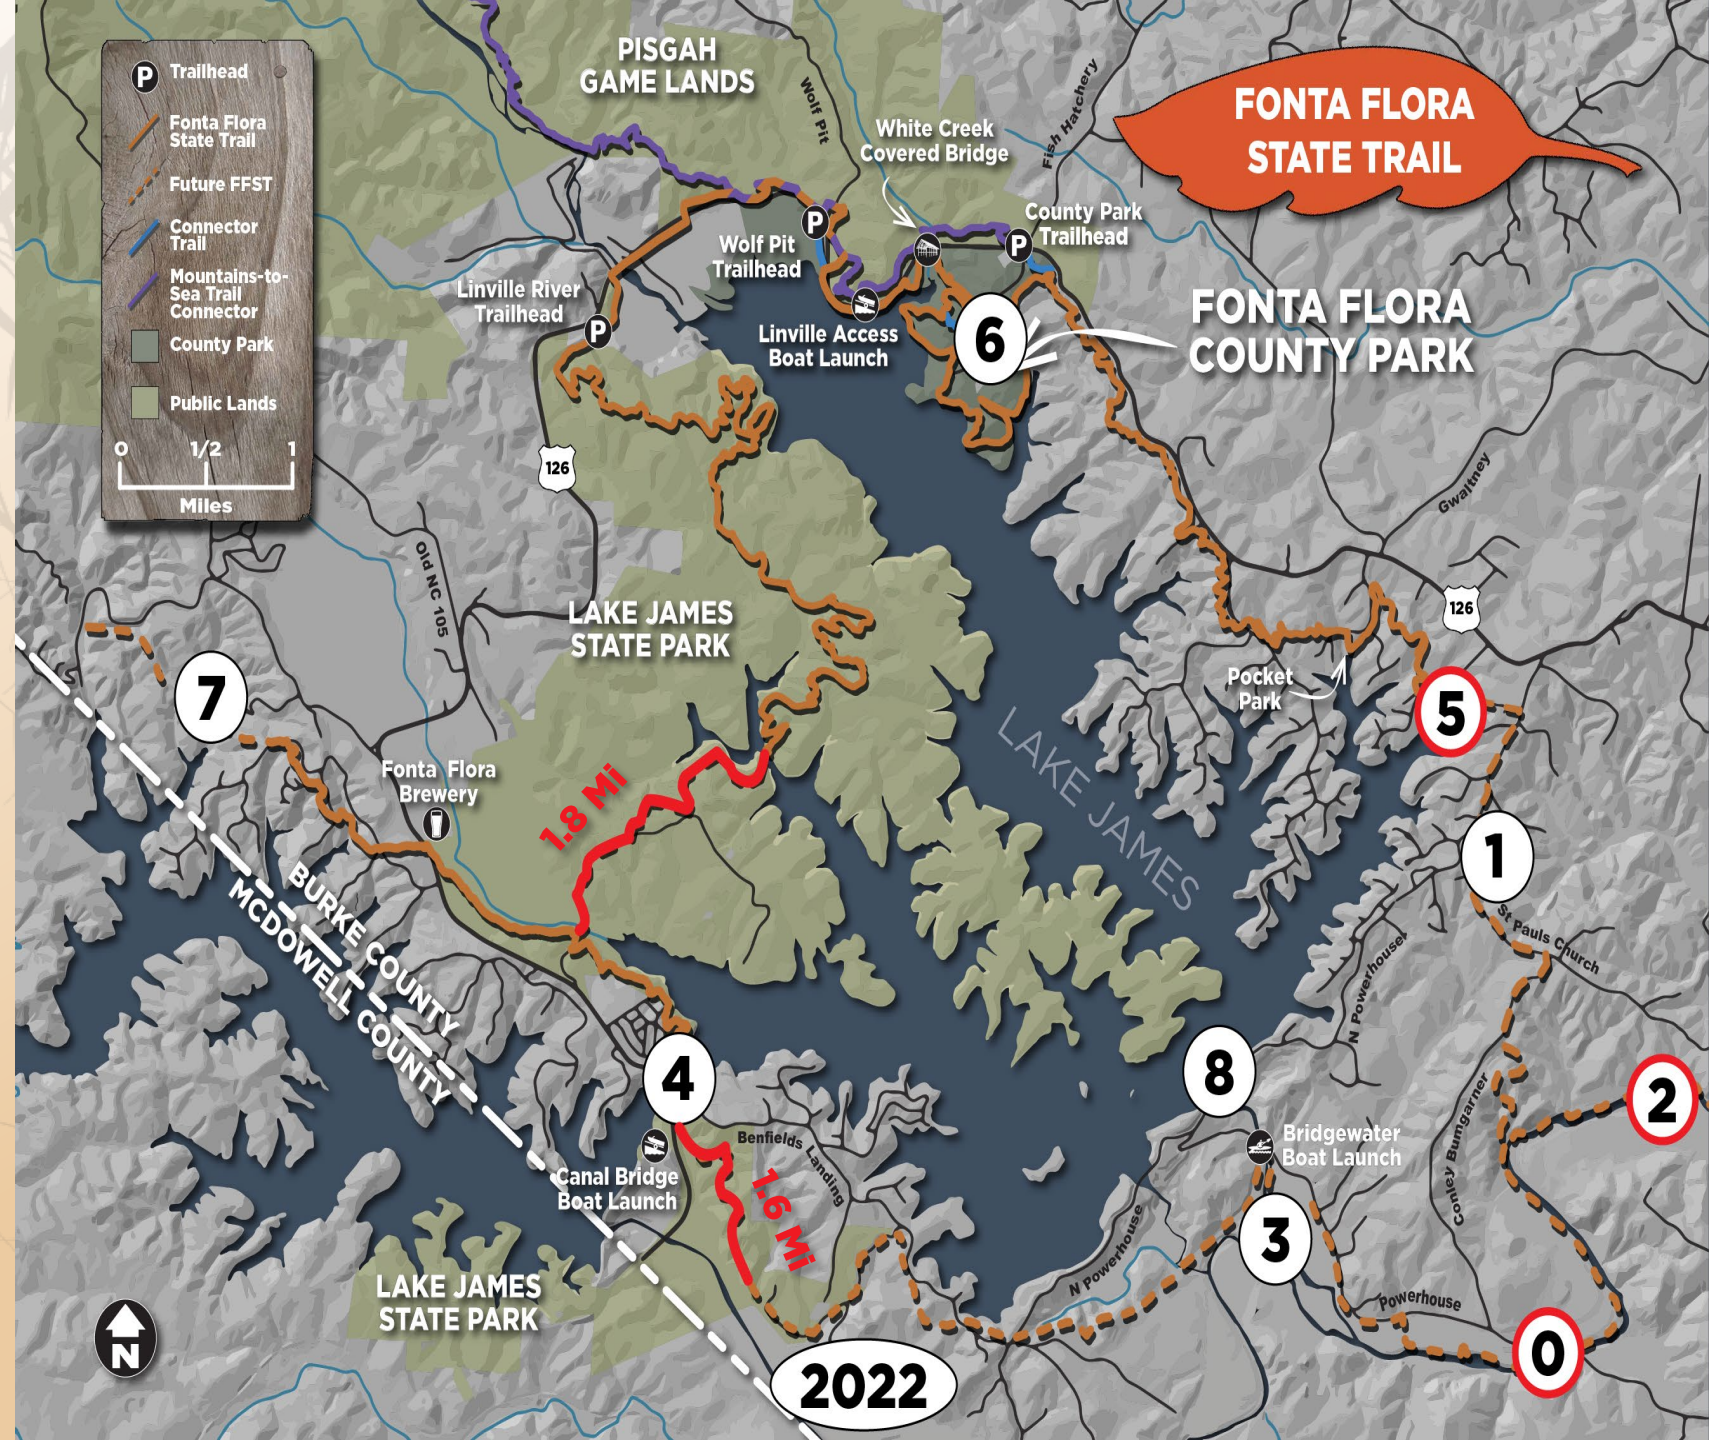 P Trailhead
Fonta Flora
State Trail
Future FFST
Connector
Trail
Mountains-to-
Sea Trail
Connector
County Park
Public Lands
0 1/2 1
Miles
PISGAH
GAME LANDS
Wolf Pit
White Creek
Covered Bridge
Fish Hatchery
FONTA FLORA
STATE TRAIL
County Park
Trailhead
P
P
Wolf Pit
Trailhead
Linville River
Trailhead
P
Linville Access
Boat Launch
6
FONTA FLORA
COUNTY PARK
126
Gwaltney
Old NC 105
LAKE JAMES
STATE PARK
126
Pocket
Park
5
7
LAKE JAMES
Fonta Flora
Brewery
1.8 Mi
1
St Pauls Church
BURKE COUNTY
MCDOWELL COUNTY
N Powerhouse
4
8
2
Conley Bumgarner
Benfields Landing
Bridgewater
Boat Launch
Canal Bridge
Boat Launch
1.6 Mi
N Powerhouse
3
LAKE JAMES
STATE PARK
Powerhouse
0
N
2022